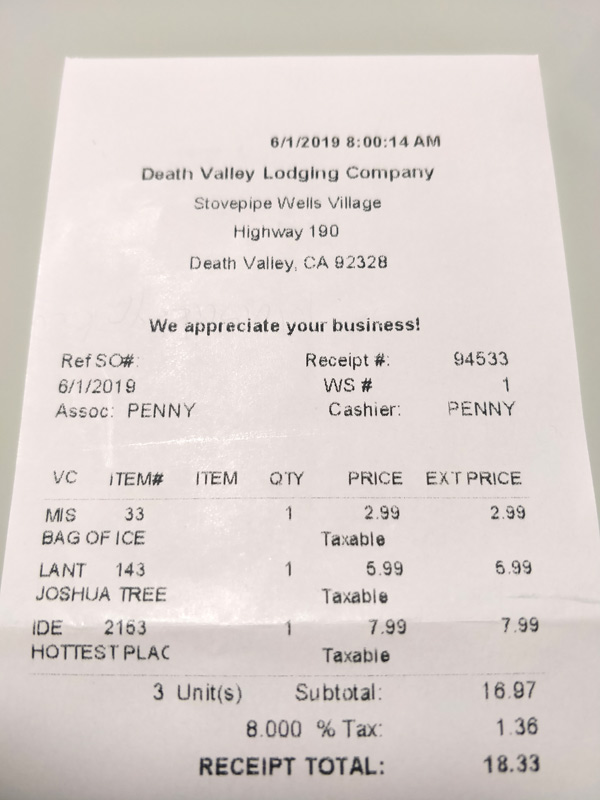 6/1/2019 8:00:14 AM
Death Valley Lodging Company
Stovepipe Wells Village
Highway 190
Death Valley, CA 92328
We appreciate your business!
Ref SO#: Receipt #: 94533
6/1/2019 WS # 1
Assoc: PENNY Cashier: PENNY
VC ITEM# ITEM QTY PRICE EXT PRICE
MIS 33 1 2.99 2.99
BAG OF ICE Taxable
LANT 143 1 5.99 5.99
JOSHUA TREE Taxable
IDE 2163 1 7.99 7.99
HOTTEST PLAC Taxable
3 Unit(s) Subtotal: 16.97
8.000 % Tax: 1.36
RECEIPT TOTAL: 18.33